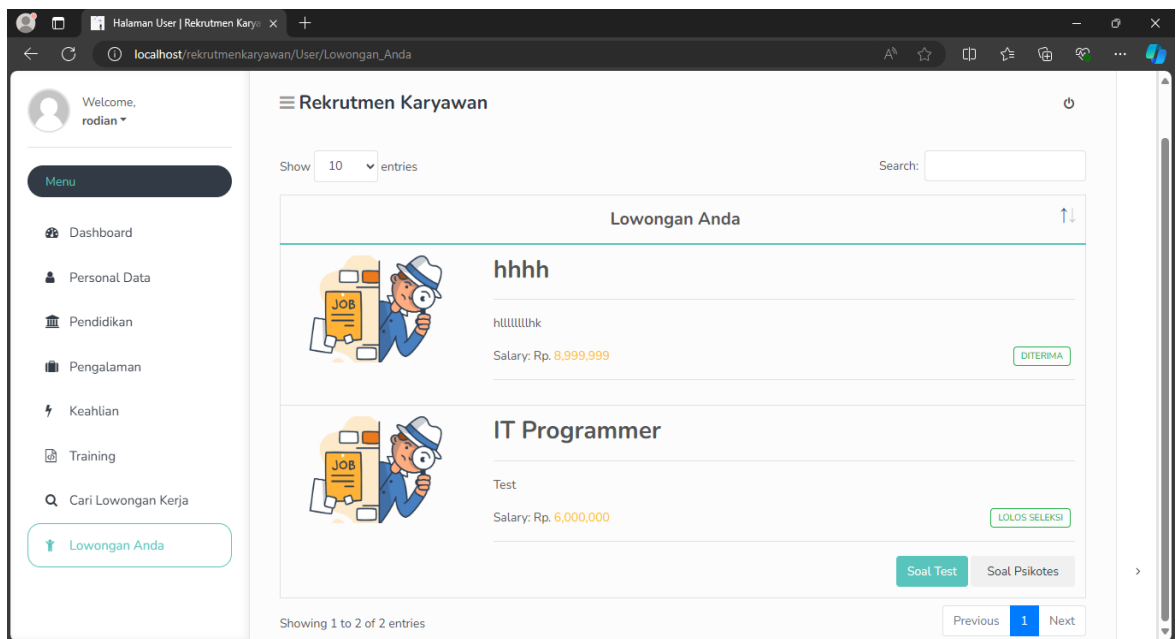 Halaman User | Rekrutmen Karya
localhost/rekrutmenkaryawan/User/Lowongan_Anda
Welcome,
rodian
Rekrutmen Karyawan
Show 10 entries
Search:
Menu
Dashboard
Personal Data
Pendidikan
Pengalaman
Keahlian
Training
Cari Lowongan Kerja
Lowongan Anda
Lowongan Anda
JOB
hhhh
hlllllllllhk
Salary: Rp. 8,999,999
DITERIMA
JOB
IT Programmer
Test
Salary: Rp. 6,000,000
LOLOS SELEKSI
Soal Test
Soal Psikotes
Showing 1 to 2 of 2 entries
Previous 1 Next